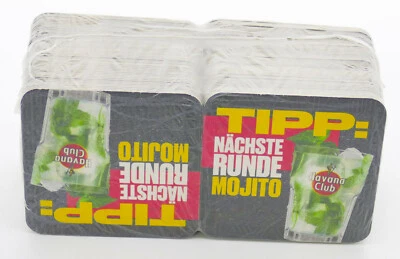 TIPP:
NÄCHSTE
RUNDE
MOJITO
Havana
Club
TIPP:
NÄCHSTE
RUNDE
MOJITO
Havana
Club